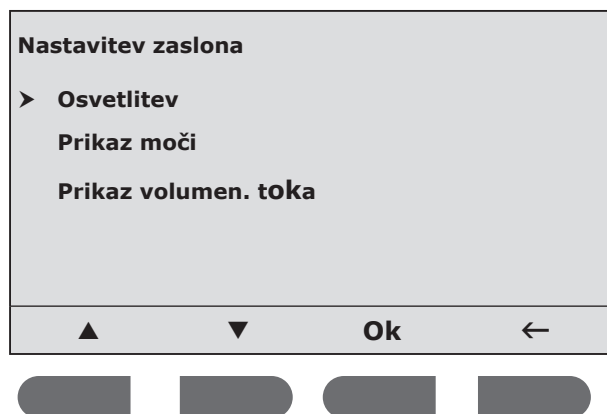 Nastavitev zaslona
➤ Osvetlitev
Prikaz moči
Prikaz volumen. toka
▲ ▼ Ok ←